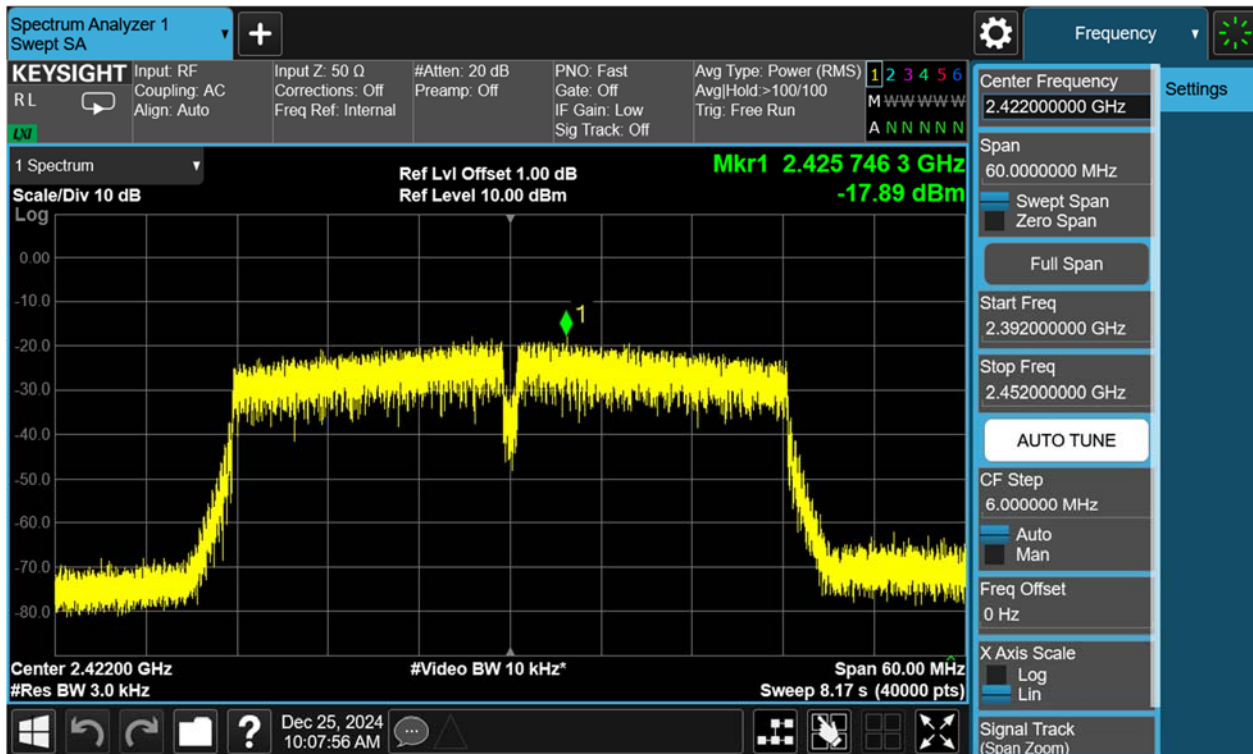 Spectrum Analyzer 1
Swept SA
+
Frequency
KEYSIGHT
RL
LXI
Input: RF
Coupling: AC
Align: Auto
Input Z: 50 Ω
Corrections: Off
Freq Ref: Internal
#Atten: 20 dB
Preamp: Off
PNO: Fast
Gate: Off
IF Gain: Low
Sig Track: Off
Avg Type: Power (RMS)
Avg|Hold:>100/100
Trig: Free Run
1 2 3 4 5 6
M W W W W W
A N N N N N
1 Spectrum
Scale/Div 10 dB
Log
Ref Lvl Offset 1.00 dB
Ref Level 10.00 dBm
Mkr1 2.425 746 3 GHz
-17.89 dBm
0.00
-10.0
-20.0
-30.0
-40.0
-50.0
-60.0
-70.0
-80.0
1
Center 2.42200 GHz
#Res BW 3.0 kHz
#Video BW 10 kHz*
Span 60.00 MHz
Sweep 8.17 s (40000 pts)
Center Frequency
2.422000000 GHz
Span
60.0000000 MHz
Swept Span
Zero Span
Full Span
Start Freq
2.392000000 GHz
Stop Freq
2.452000000 GHz
AUTO TUNE
CF Step
6.000000 MHz
Auto
Man
Freq Offset
0 Hz
X Axis Scale
Log
Lin
Signal Track
(Span Zoom)
Settings
?
Dec 25, 2024
10:07:56 AM